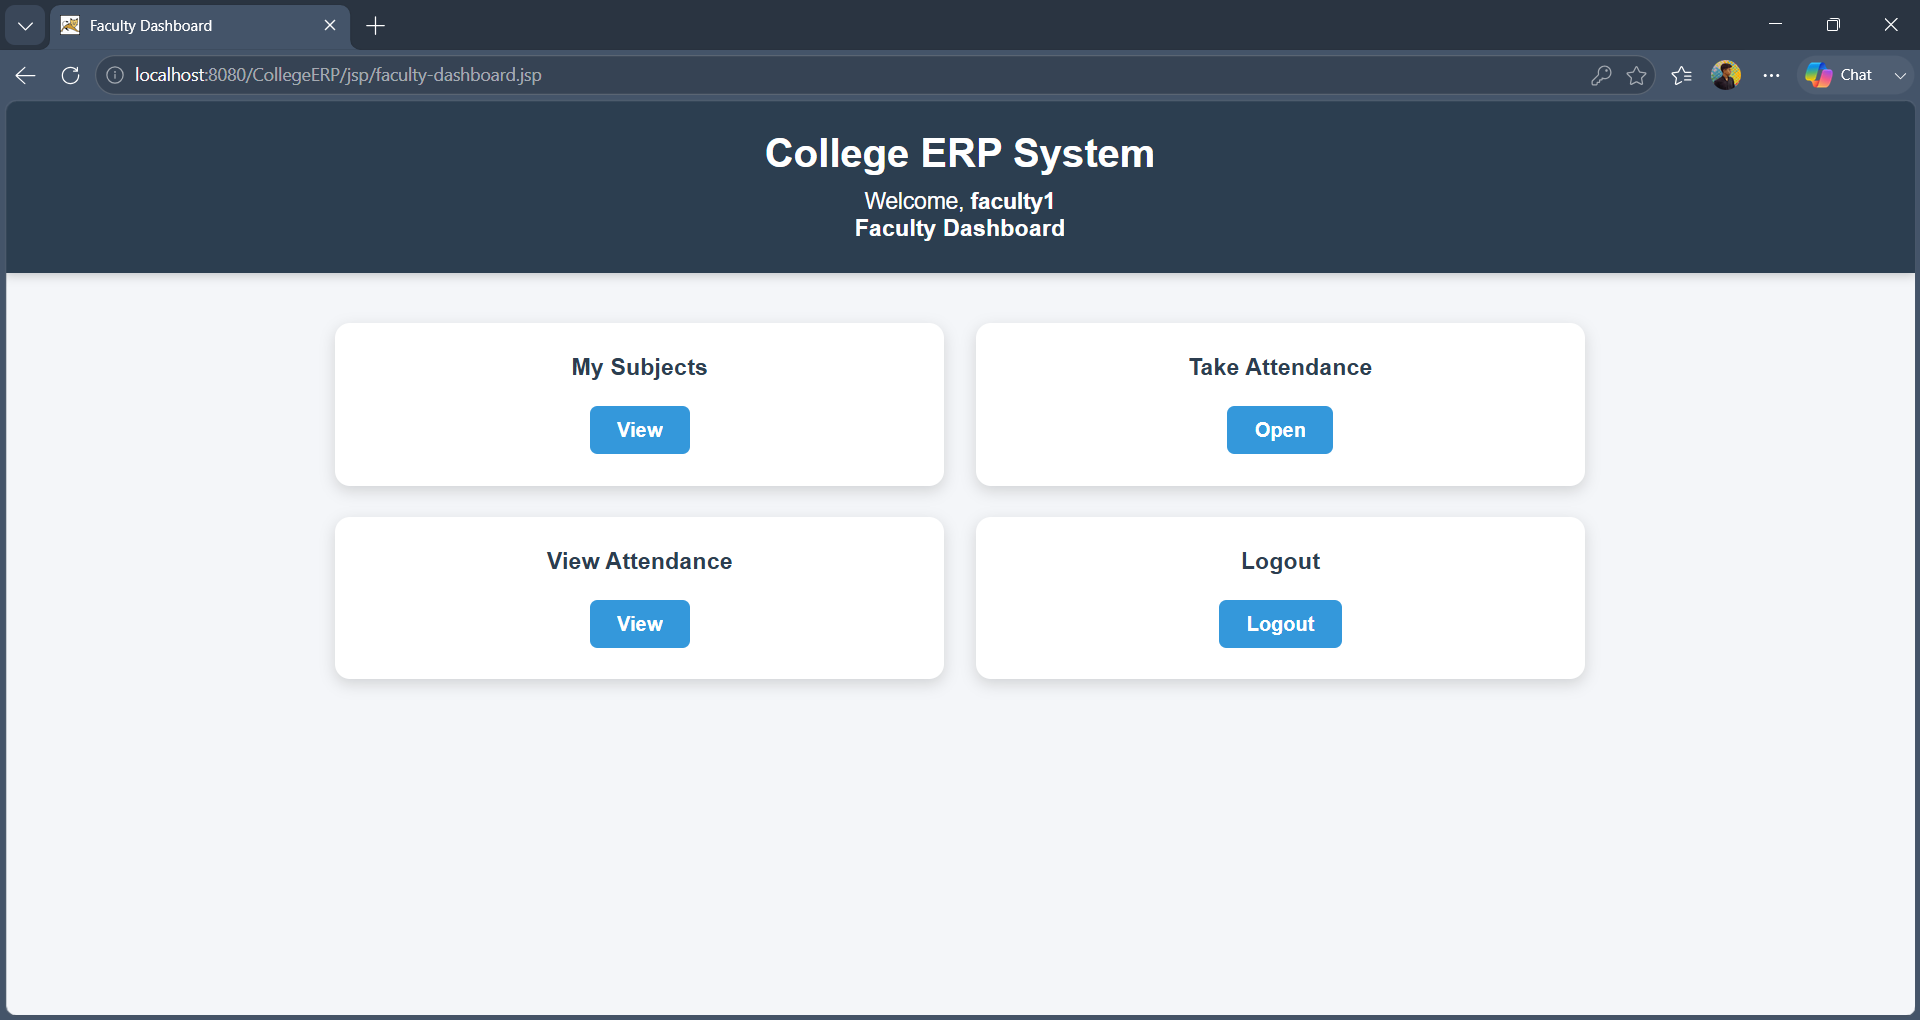 Faculty Dashboard
localhost:8080/CollegeERP/jsp/faculty-dashboard.jsp
Chat
College ERP System
Welcome, faculty1
Faculty Dashboard
My Subjects
View
Take Attendance
Open
View Attendance
View
Logout
Logout